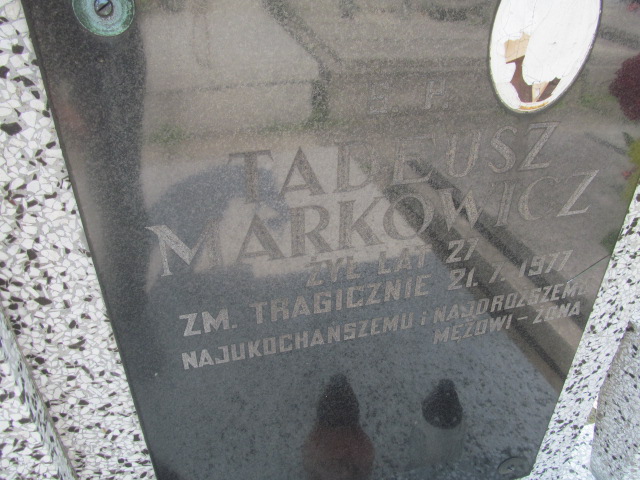 TADEUSZ
MARKOWICZ
ŻYŁ LAT 27
ZM. TRAGICZNIE 21.7.1977
NAJUKOCHAŃSZEMU i NAJDROŻSZEMU
MĘŻOWI - ŻONA